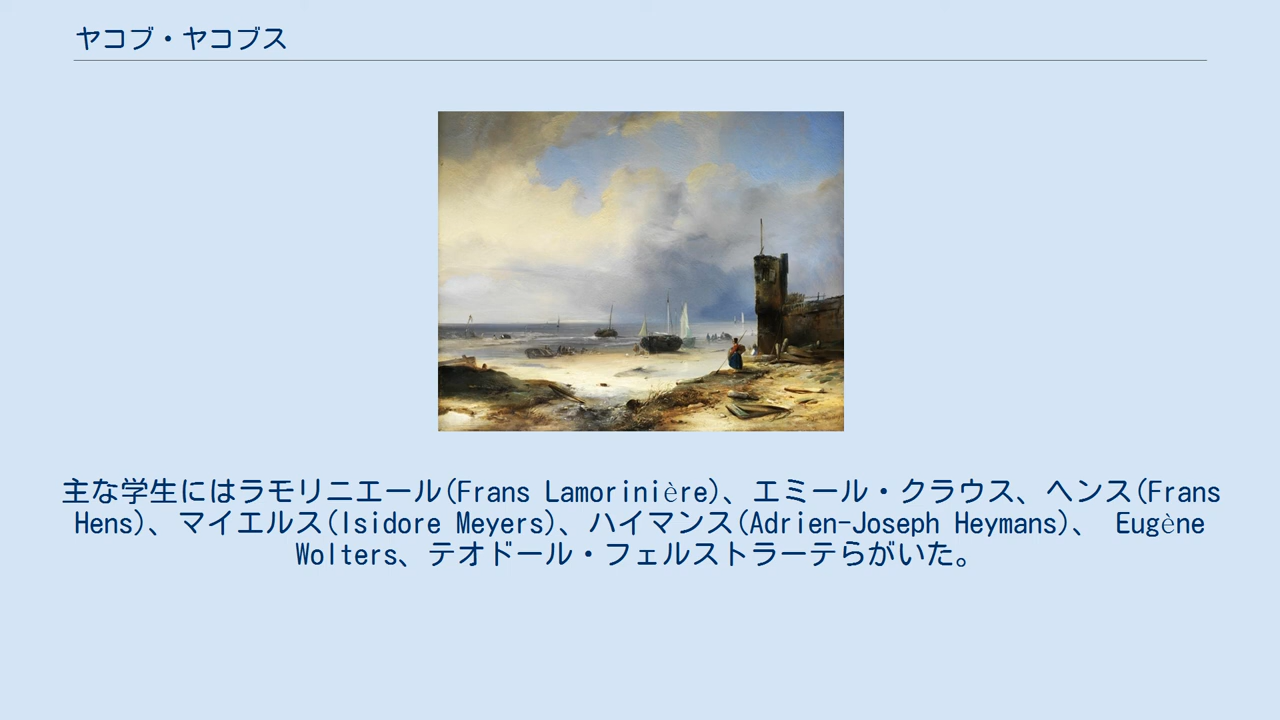 ヤコブ・ヤコブス
主な学生にはラモリニエール(Frans Lamorinière)、エミール・クラウス、ヘンス(Frans
Hens)、マイエルス(Isidore Meyers)、ハイマンス(Adrien-Joseph Heymans)、 Eugène
Wolters、テオドール・フェルストラーテらがいた。